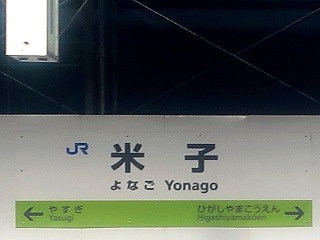 JR 米子
よなご Yonago
← やすぎ ひがしやまこうえん →
Yasugi Higashiyamakōen